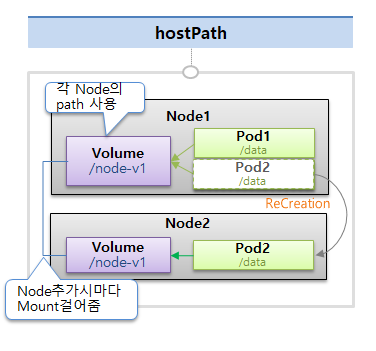 hostPath
각 Node의
path 사용
Node1
Volume
/node-v1
Pod1
/data
Pod2
/data
ReCreation
Node2
Volume
/node-v1
Pod2
/data
Node추가시마다
Mount걸어줌